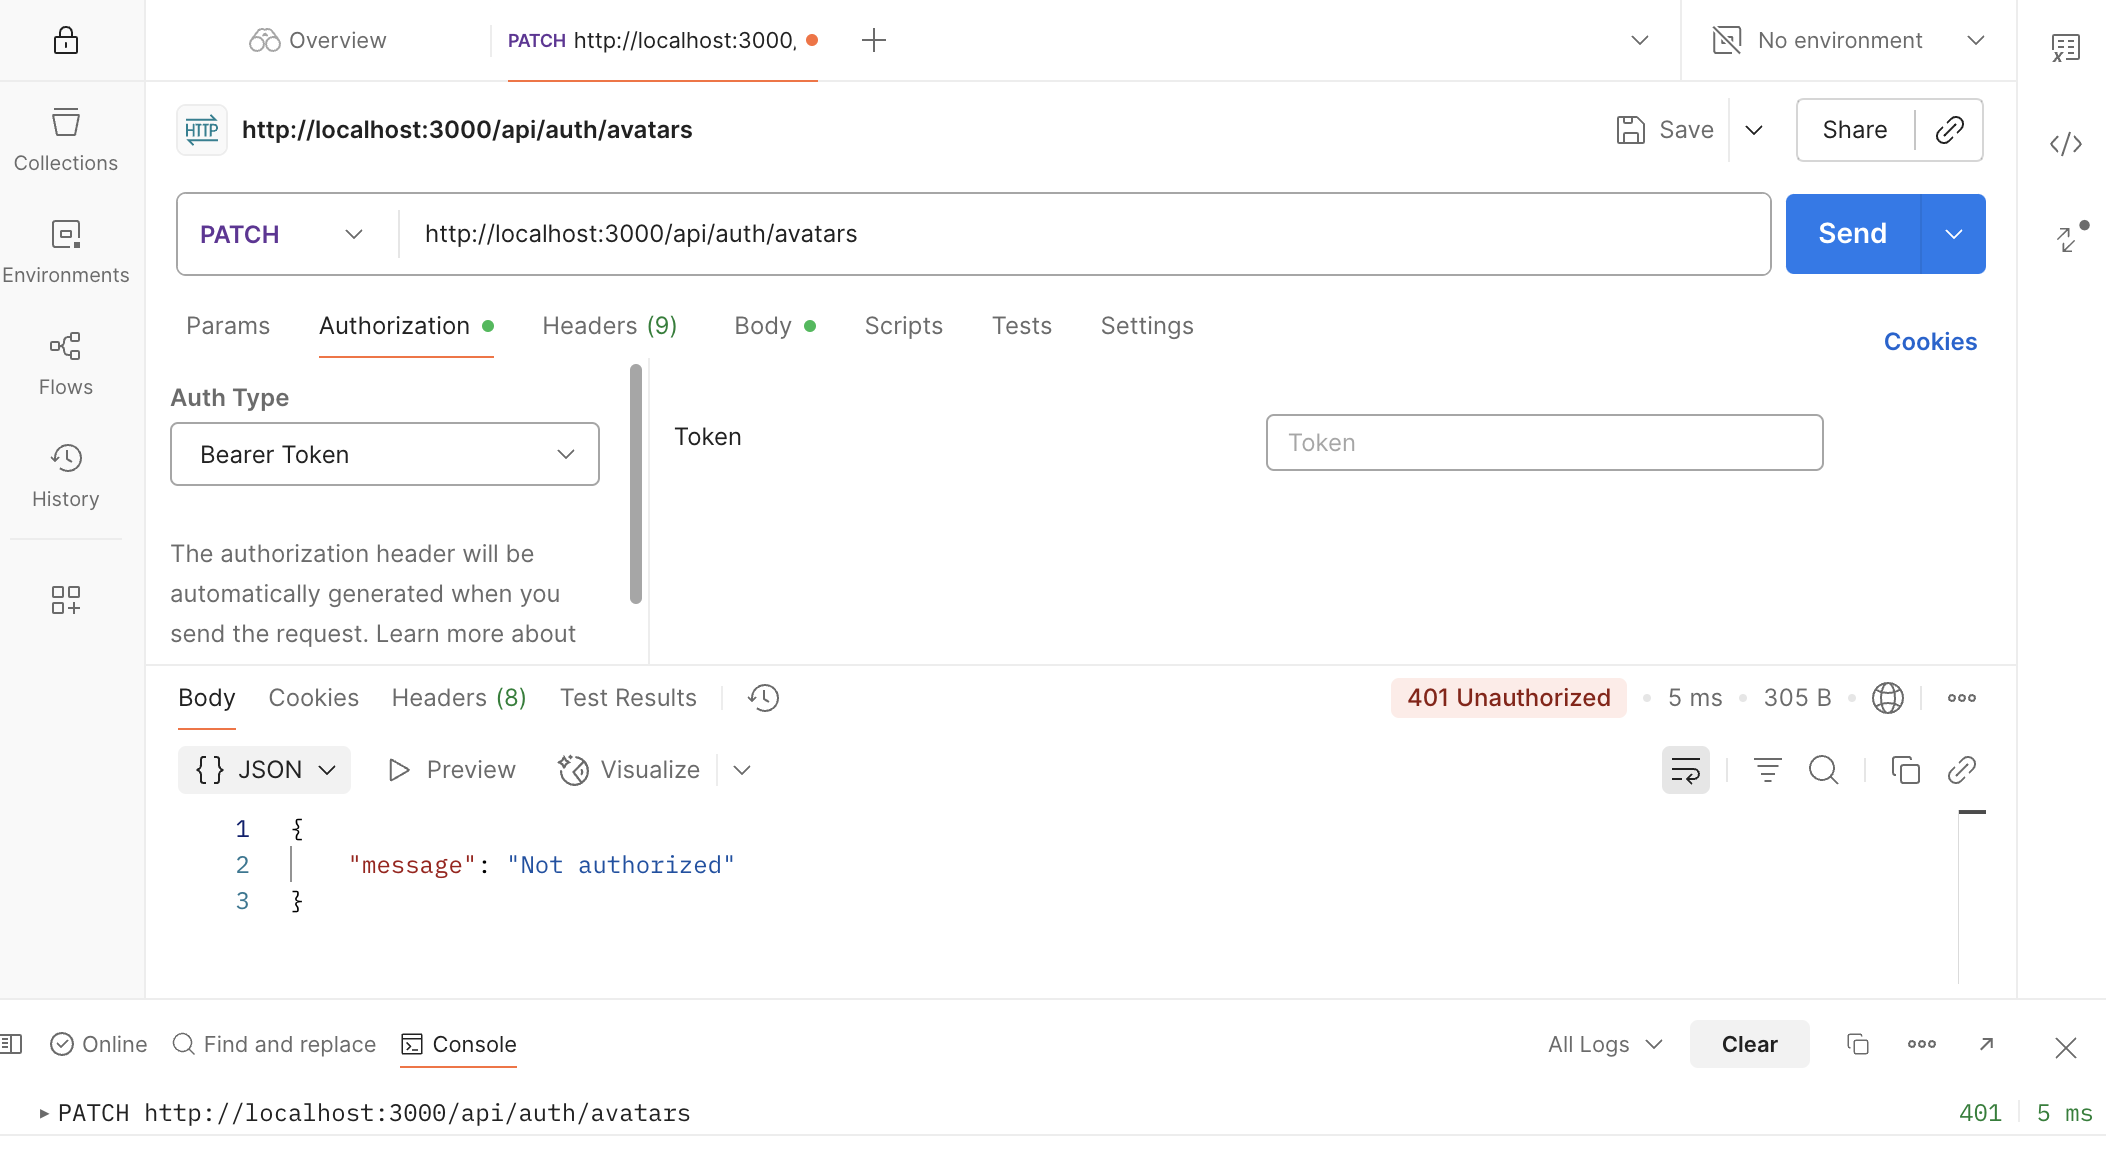 Overview
PATCH http://localhost:3000,
No environment
Collections
Environments
Flows
History
HTTP
http://localhost:3000/api/auth/avatars
Save
Share
PATCH
http://localhost:3000/api/auth/avatars
Send
Params
Authorization
Headers (9)
Body
Scripts
Tests
Settings
Cookies
Auth Type
Bearer Token
The authorization header will be
automatically generated when you
send the request. Learn more about
Token
Token
Body
Cookies
Headers (8)
Test Results
401 Unauthorized
5 ms
305 B
{} JSON
Preview
Visualize
1 {
2 "message": "Not authorized"
3 }
Online
Find and replace
Console
All Logs
Clear
PATCH http://localhost:3000/api/auth/avatars
401
5 ms